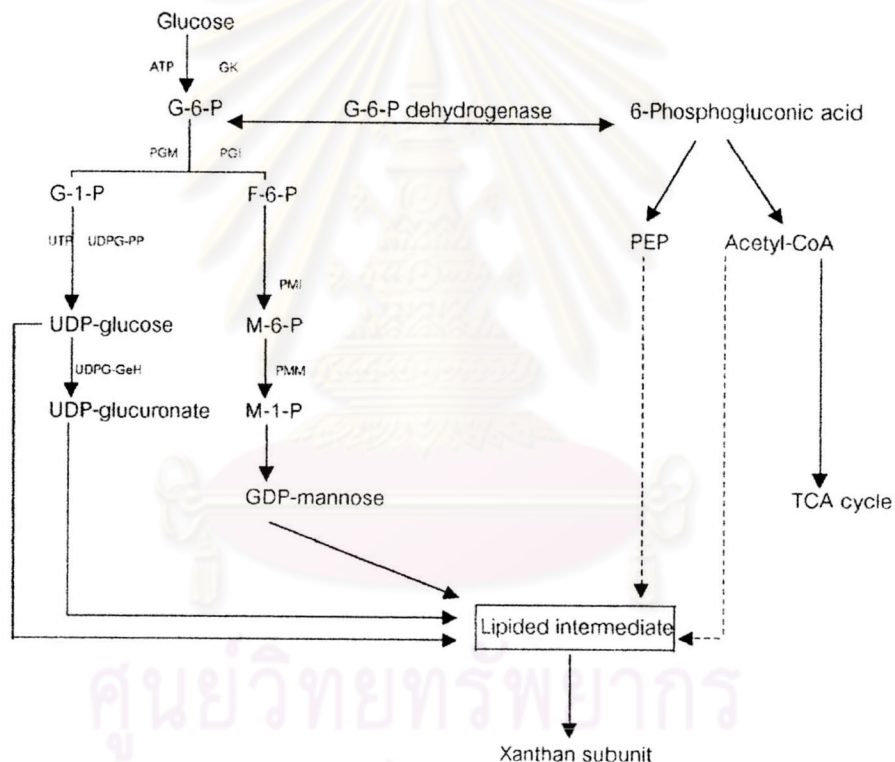 Glucose
ATP GK
G-6-P
G-6-P dehydrogenase
6-Phosphogluconic acid
PGM PGI
G-1-P
F-6-P
UTP UDPG-PP
PEP
Acetyl-CoA
PMI
UDP-glucose
M-6-P
UDPG-GeH
PMM
UDP-glucuronate
M-1-P
GDP-mannose
TCA cycle
Lipided intermediate
ศูนย์วิทยทรัพยากร
Xanthan subunit